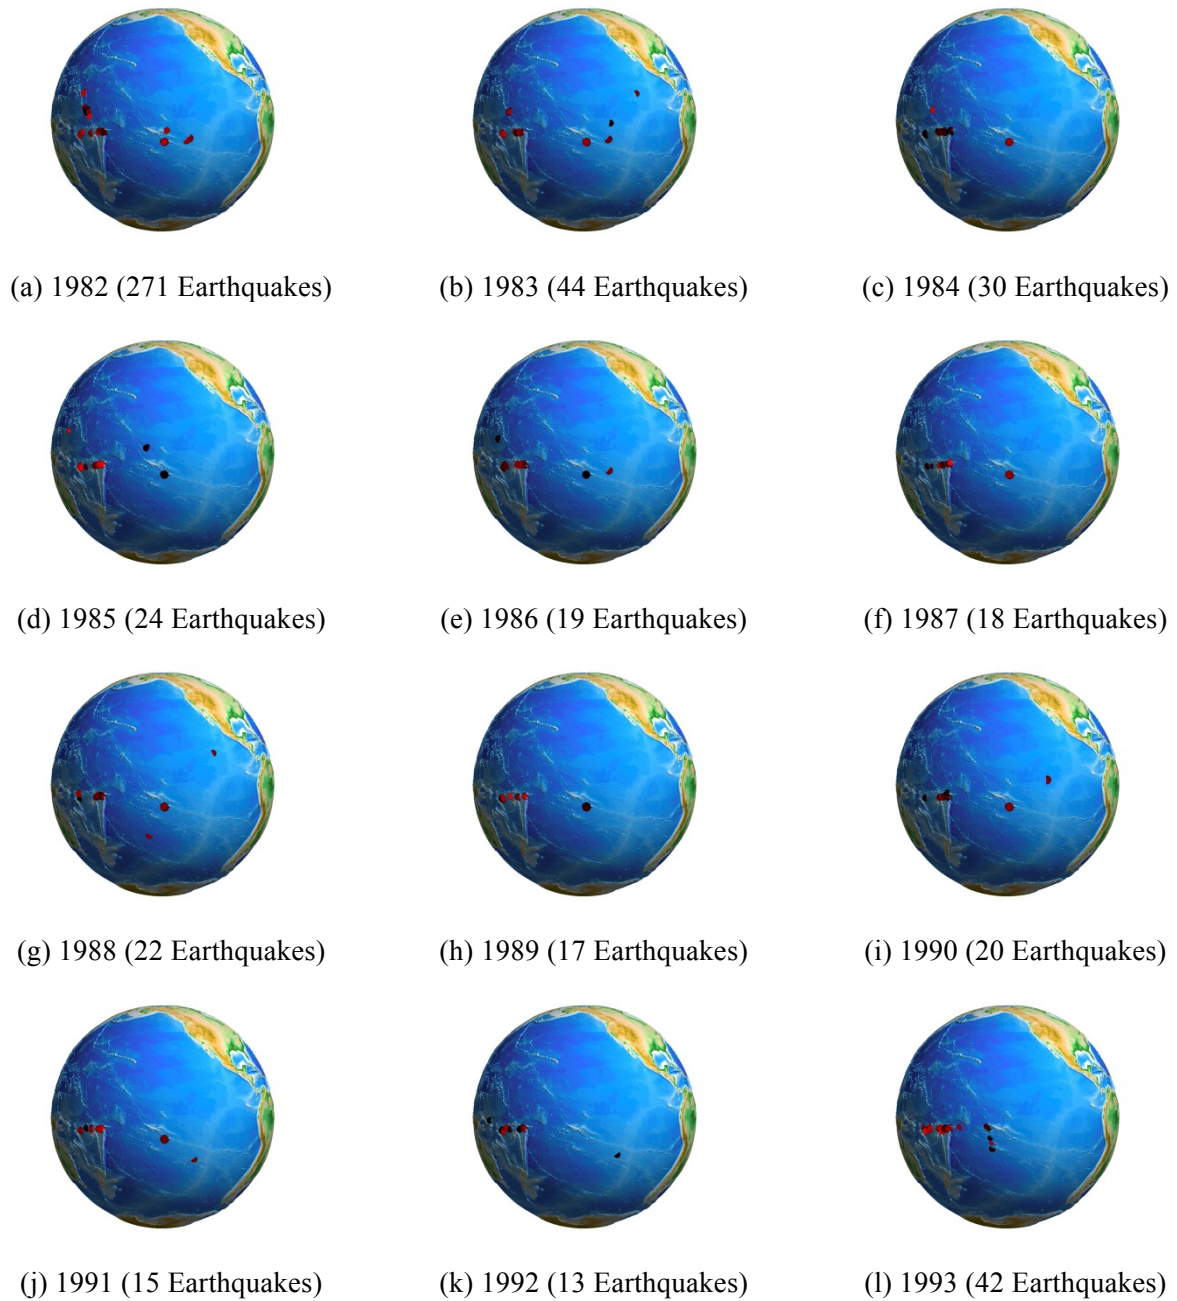 (a) 1982 (271 Earthquakes)
(b) 1983 (44 Earthquakes)
(c) 1984 (30 Earthquakes)
(d) 1985 (24 Earthquakes)
(e) 1986 (19 Earthquakes)
(f) 1987 (18 Earthquakes)
(g) 1988 (22 Earthquakes)
(h) 1989 (17 Earthquakes)
(i) 1990 (20 Earthquakes)
(j) 1991 (15 Earthquakes)
(k) 1992 (13 Earthquakes)
(l) 1993 (42 Earthquakes)